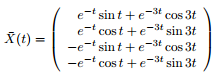 X̄(t) = ( e^{-t} sin t + e^{-3t} cos 3t
e^{-t} cos t + e^{-3t} sin 3t
-e^{-t} sin t + e^{-3t} cos 3t
-e^{-t} cos t + e^{-3t} sin 3t )